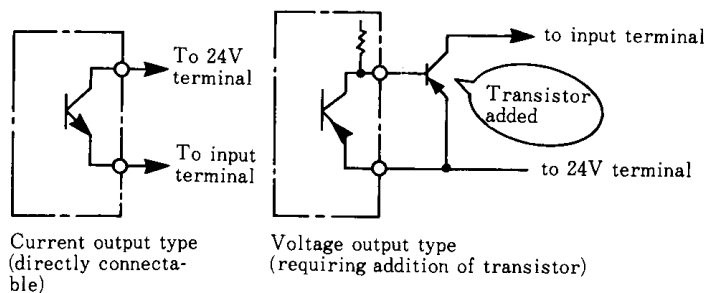 To 24V
terminal
To input
terminal
Current output type
(directly connecta-
ble)
to input terminal
Transistor
added
to 24V terminal
Voltage output type
(requiring addition of transistor)